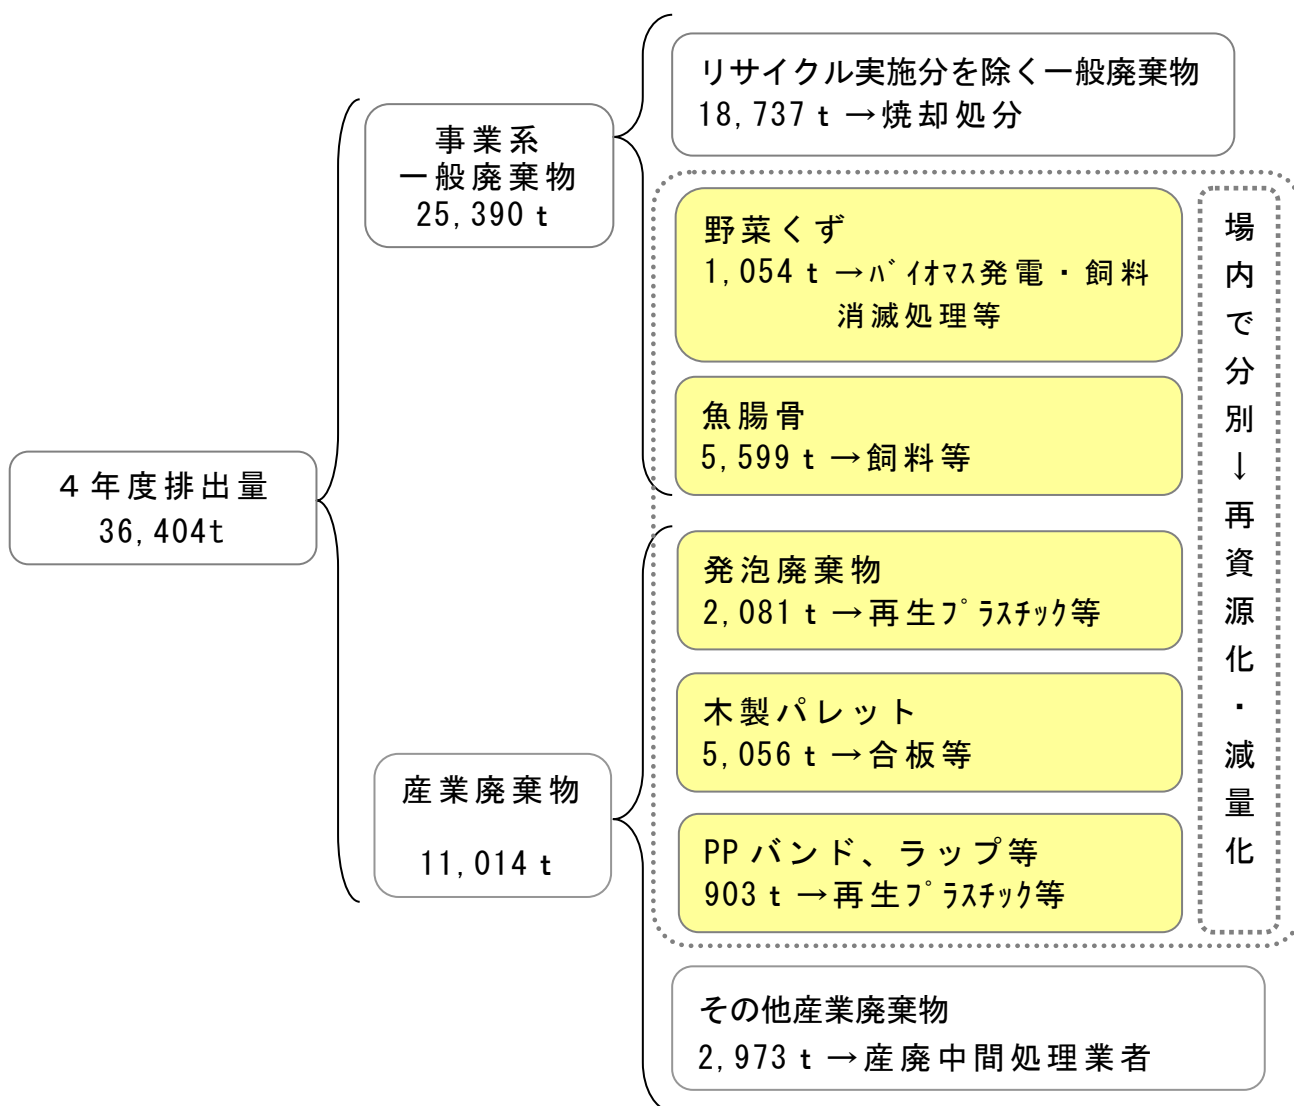 ４年度排出量
36,404t
事業系
一般廃棄物
25,390ｔ
リサイクル実施分を除く一般廃棄物
18,737ｔ→焼却処分
野菜くず
1,054ｔ→ﾊﾞｲｵﾏｽ発電・飼料
消滅処理等
魚腸骨
5,599ｔ→飼料等
産業廃棄物
11,014ｔ
発泡廃棄物
2,081ｔ→再生ﾌﾟﾗｽﾁｯｸ等
木製パレット
5,056ｔ→合板等
PPバンド、ラップ等
903ｔ→再生ﾌﾟﾗｽﾁｯｸ等
その他産業廃棄物
2,973ｔ→産廃中間処理業者
場内で分別→再資源化・減量化